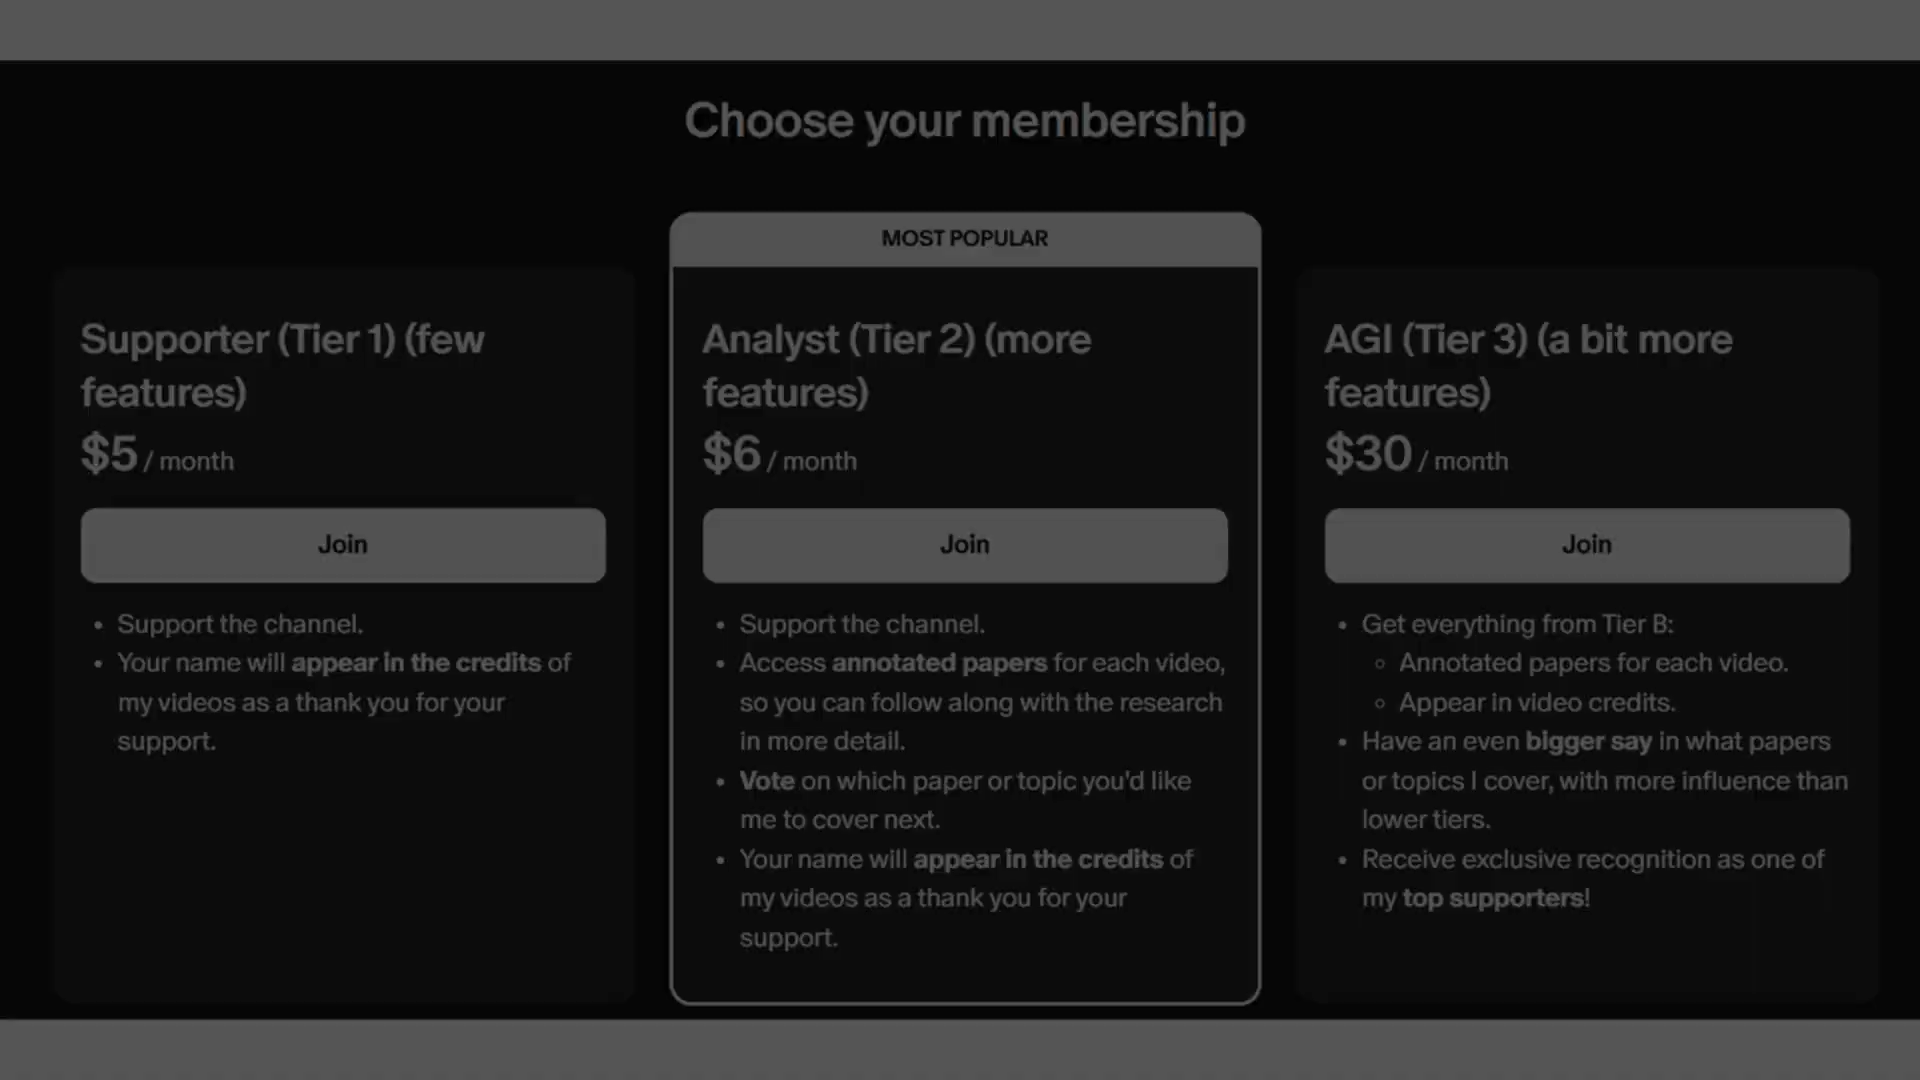 Choose your membership
Supporter (Tier 1) (few
features)
$5 / month
Join
• Support the channel.
• Your name will appear in the credits of
my videos as a thank you for your
support.
MOST POPULAR
Analyst (Tier 2) (more
features)
$6 / month
Join
• Support the channel.
• Access annotated papers for each video,
so you can follow along with the research
in more detail.
• Vote on which paper or topic you'd like
me to cover next.
• Your name will appear in the credits of
my videos as a thank you for your
support.
AGI (Tier 3) (a bit more
features)
$30 / month
Join
• Get everything from Tier B:
◦ Annotated papers for each video.
◦ Appear in video credits.
• Have an even bigger say in what papers
or topics I cover, with more influence than
lower tiers.
• Receive exclusive recognition as one of
my top supporters!